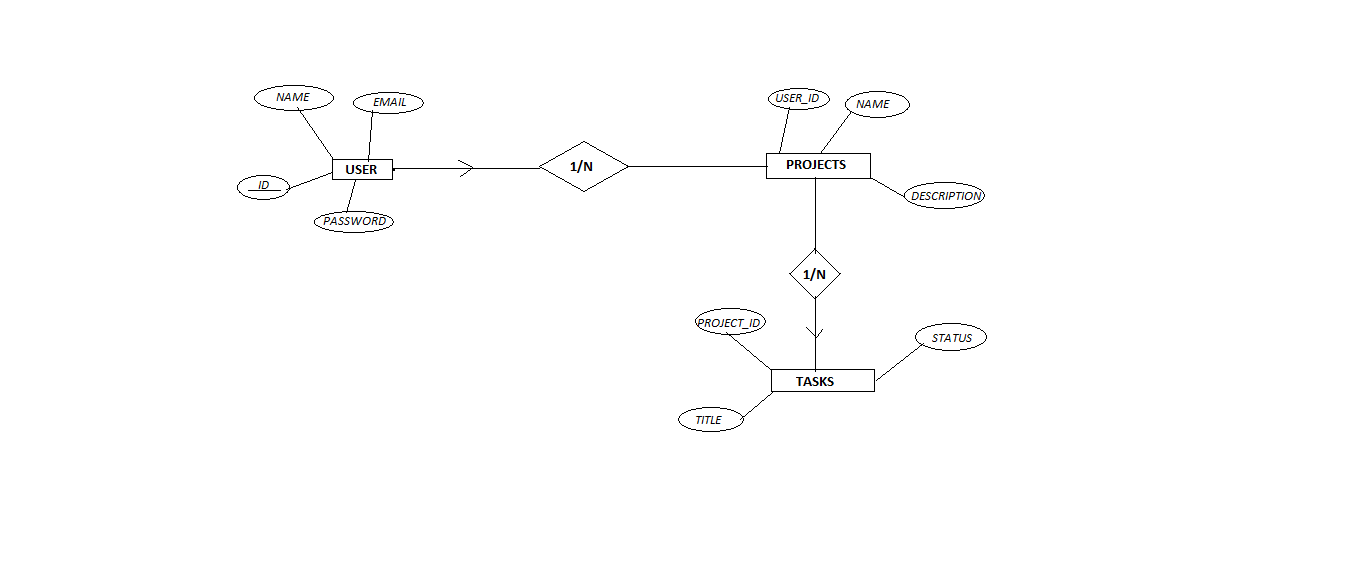 NAME
EMAIL
USER
ID
PASSWORD
1/N
USER_ID
NAME
PROJECTS
DESCRIPTION
1/N
PROJECT_ID
STATUS
TASKS
TITLE